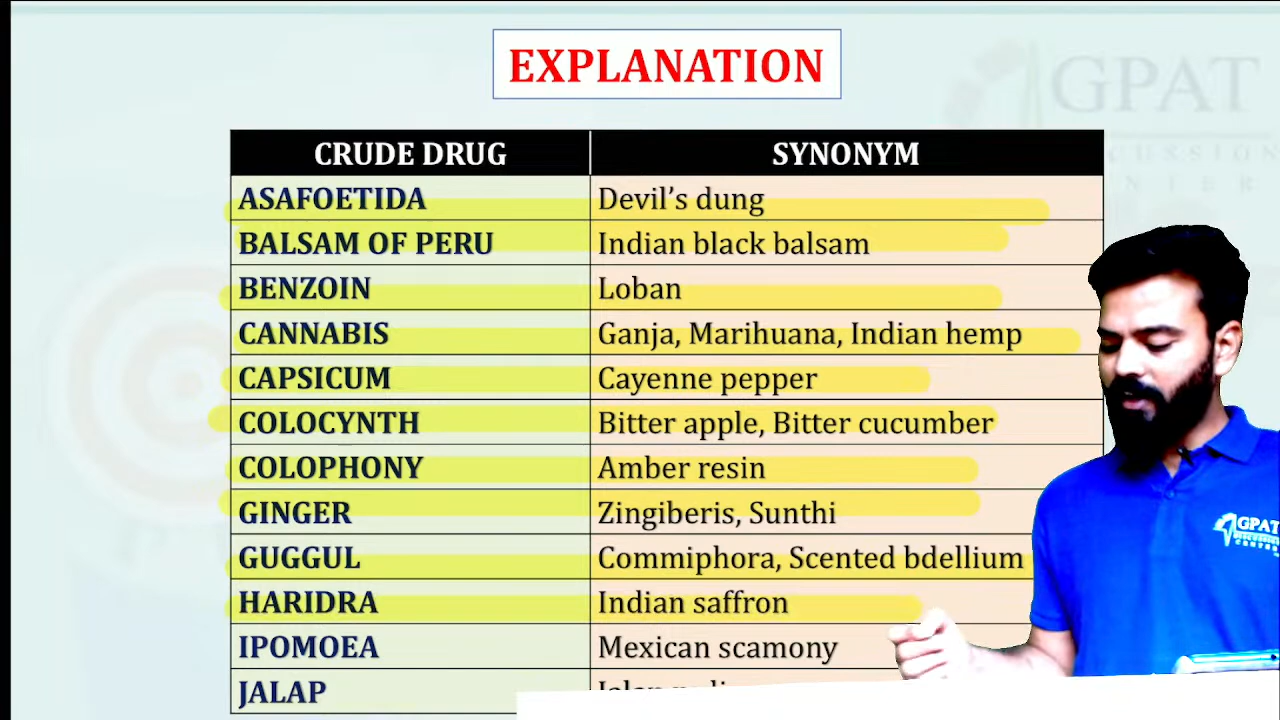 EXPLANATION
GPAT
CRUDE DRUG SYNONYM
ASAFOETIDA Devil’s dung
BALSAM OF PERU Indian black balsam
BENZOIN Loban
CANNABIS Ganja, Marihuana, Indian hemp
CAPSICUM Cayenne pepper
COLOCYNTH Bitter apple, Bitter cucumber
COLOPHONY Amber resin
GINGER Zingiberis, Sunthi
GUGGUL Commiphora, Scented bdellium
HARIDRA Indian saffron
IPOMOEA Mexican scamony
JALAP
GPAT